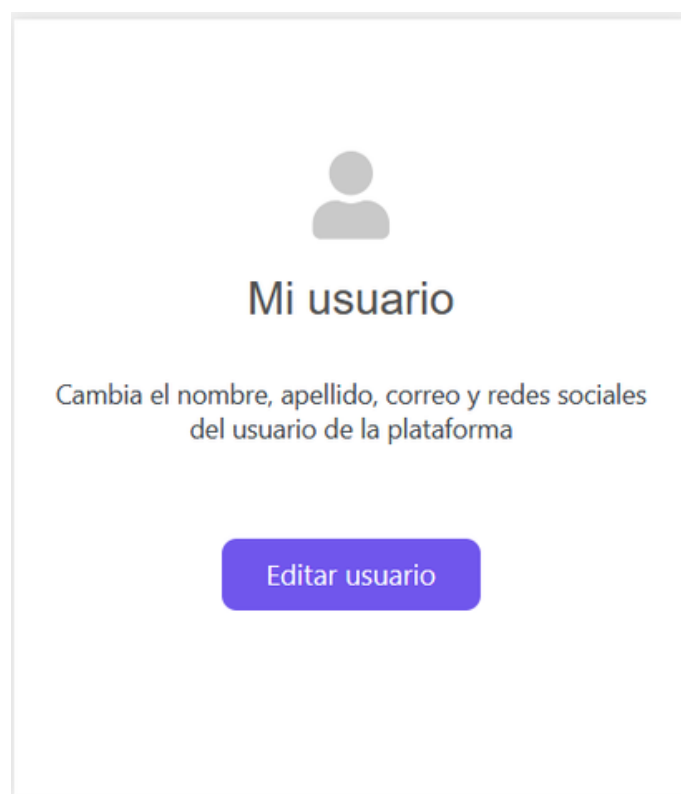 Mi usuario
Cambia el nombre, apellido, correo y redes sociales
del usuario de la plataforma
Editar usuario